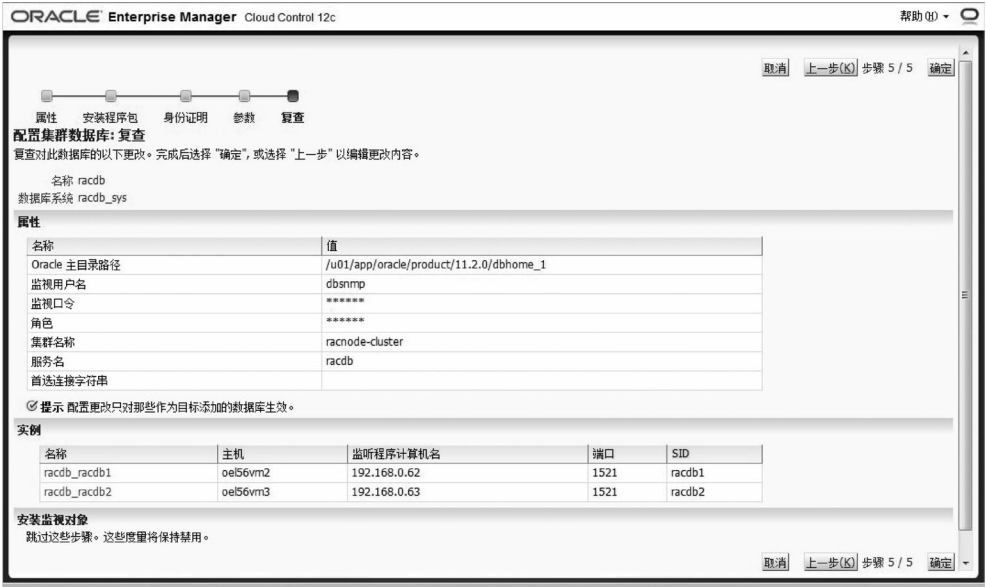 ORACLE Enterprise Manager Cloud Control 12c 帮助(H)
取消 上一步(K) 步骤 5 / 5 确定
属性 安装程序包 身份证明 参数 复查
配置集群数据库: 复查
复查对此数据库的以下更改。完成后选择 "确定", 或选择 "上一步" 以编辑更改内容。
名称 racdb
数据库系统 racdb_sys
属性
名称 值
Oracle 主目录路径 /u01/app/oracle/product/11.2.0/dbhome_1
监视用户名 dbsnmp
监视口令 ******
角色 ******
集群名称 racnode-cluster
服务名 racdb
首选连接字符串
提示 配置更改只对那些作为目标添加的数据库生效。
实例
名称 主机 监听程序计算机名 端口 SID
racdb_racdb1 oel56vm2 192.168.0.62 1521 racdb1
racdb_racdb2 oel56vm3 192.168.0.63 1521 racdb2
安装监视对象
跳过这些步骤。这些度量将保持禁用。
取消 上一步(K) 步骤 5 / 5 确定